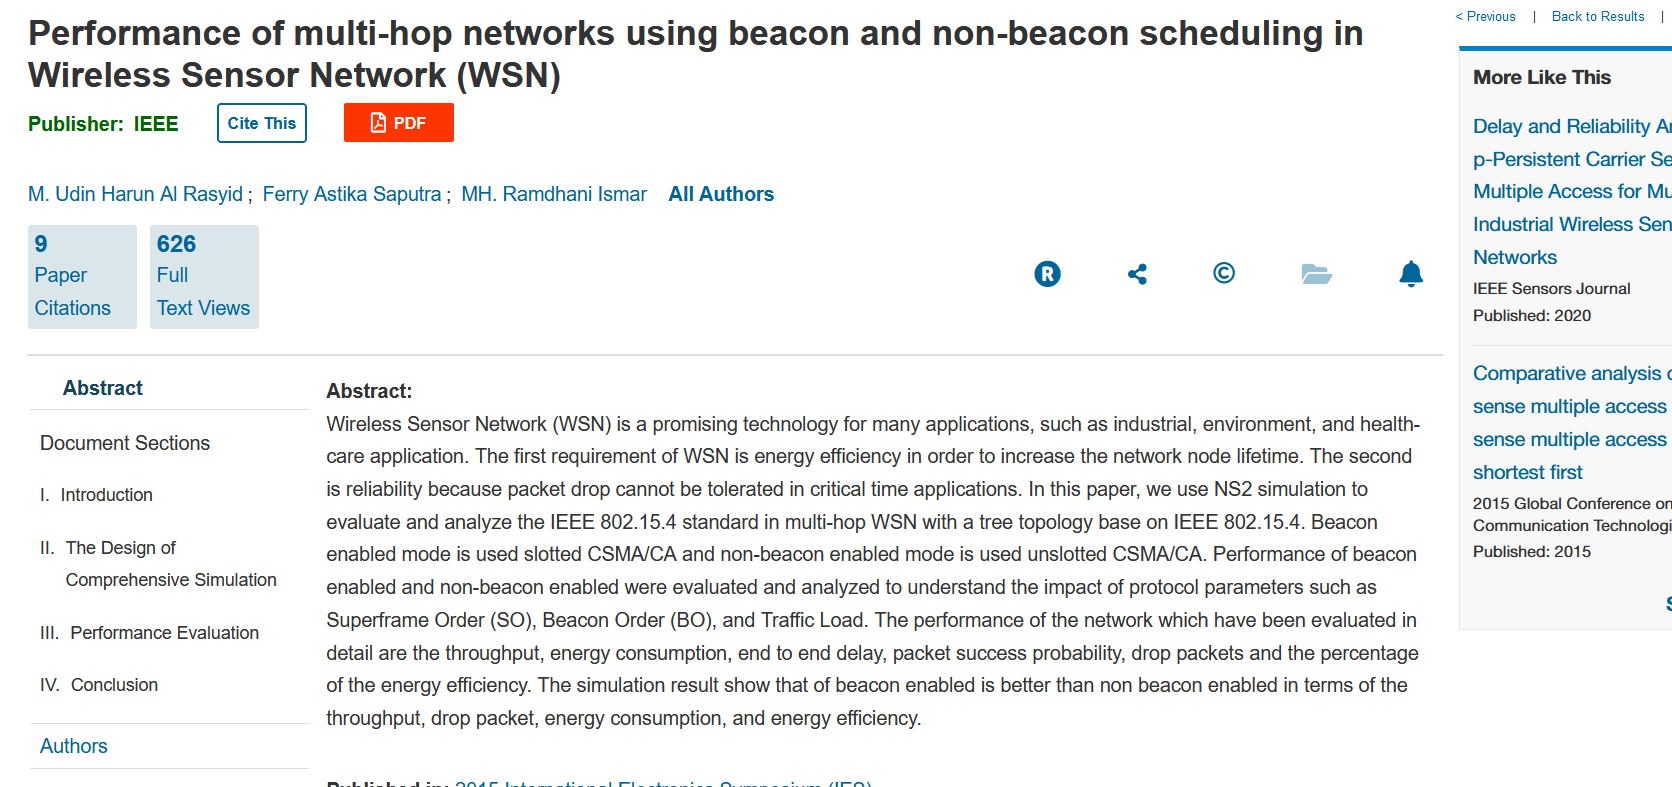 Performance of multi-hop networks using beacon and non-beacon scheduling in
Wireless Sensor Network (WSN)
Publisher: IEEE
Cite This
PDF
M. Udin Harun Al Rasyid ; Ferry Astika Saputra ; MH. Ramdhani Ismar All Authors
9
Paper
Citations
626
Full
Text Views
R
©
Abstract
Document Sections
I. Introduction
II. The Design of
Comprehensive Simulation
III. Performance Evaluation
IV. Conclusion
Authors
Abstract:
Wireless Sensor Network (WSN) is a promising technology for many applications, such as industrial, environment, and health-
care application. The first requirement of WSN is energy efficiency in order to increase the network node lifetime. The second
is reliability because packet drop cannot be tolerated in critical time applications. In this paper, we use NS2 simulation to
evaluate and analyze the IEEE 802.15.4 standard in multi-hop WSN with a tree topology base on IEEE 802.15.4. Beacon
enabled mode is used slotted CSMA/CA and non-beacon enabled mode is used unslotted CSMA/CA. Performance of beacon
enabled and non-beacon enabled were evaluated and analyzed to understand the impact of protocol parameters such as
Superframe Order (SO), Beacon Order (BO), and Traffic Load. The performance of the network which have been evaluated in
detail are the throughput, energy consumption, end to end delay, packet success probability, drop packets and the percentage
of the energy efficiency. The simulation result show that of beacon enabled is better than non beacon enabled in terms of the
throughput, drop packet, energy consumption, and energy efficiency.
Published in: 2015 International Electronics Symposium (IES)
< Previous | Back to Results |
More Like This
Delay and Reliability
p-Persistent Carrier
Multiple Access for
Industrial Wireless
Networks
IEEE Sensors Journal
Published: 2020
Comparative analysis
sense multiple access
sense multiple access
shortest first
2015 Global Conference on
Communication
Published: 2015